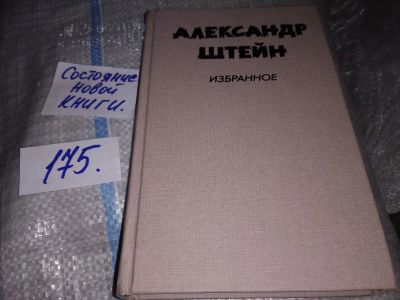 АЛЕКСАНДР
ШТЕЙН
ИЗБРАННОЕ
Состояние
новой
книги.
175.